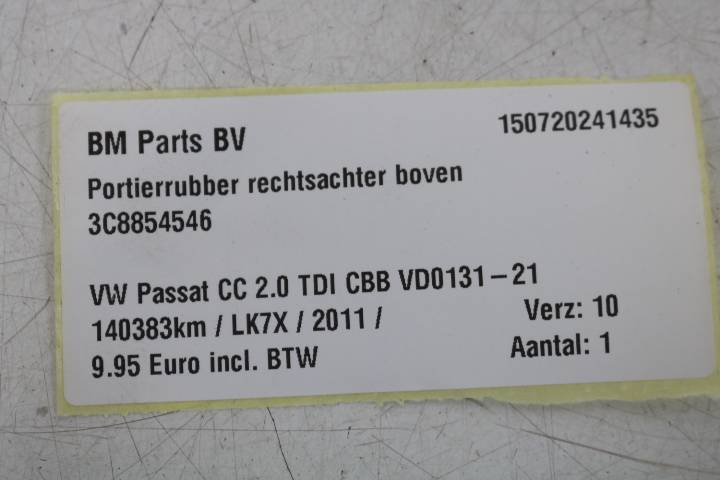 BM Parts BV 150720241435
Portierrubber rechtsachter boven
3C8854546
VW Passat CC 2.0 TDI CBB VD0131-21
140383km / LK7X / 2011 / Verz: 10
9.95 Euro incl. BTW Aantal: 1